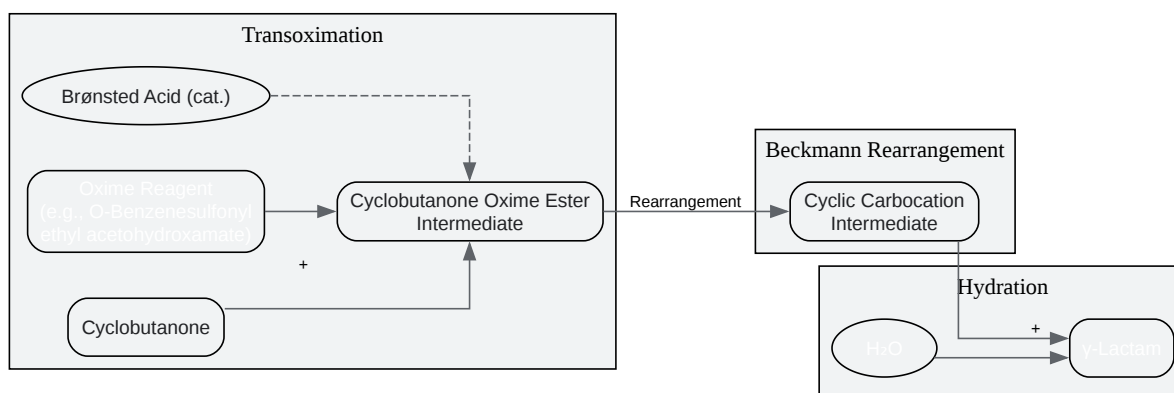 Transoximation
Brønsted Acid (cat.)
Oxime Reagent
(e.g., O-Benzenesulfonyl
ethyl acetohydroxamate)
Cyclobutanone Oxime Ester
Intermediate
+
Cyclobutanone
Rearrangement
Beckmann Rearrangement
Cyclic Carbocation
Intermediate
Hydration
+
H₂O
γ-Lactam